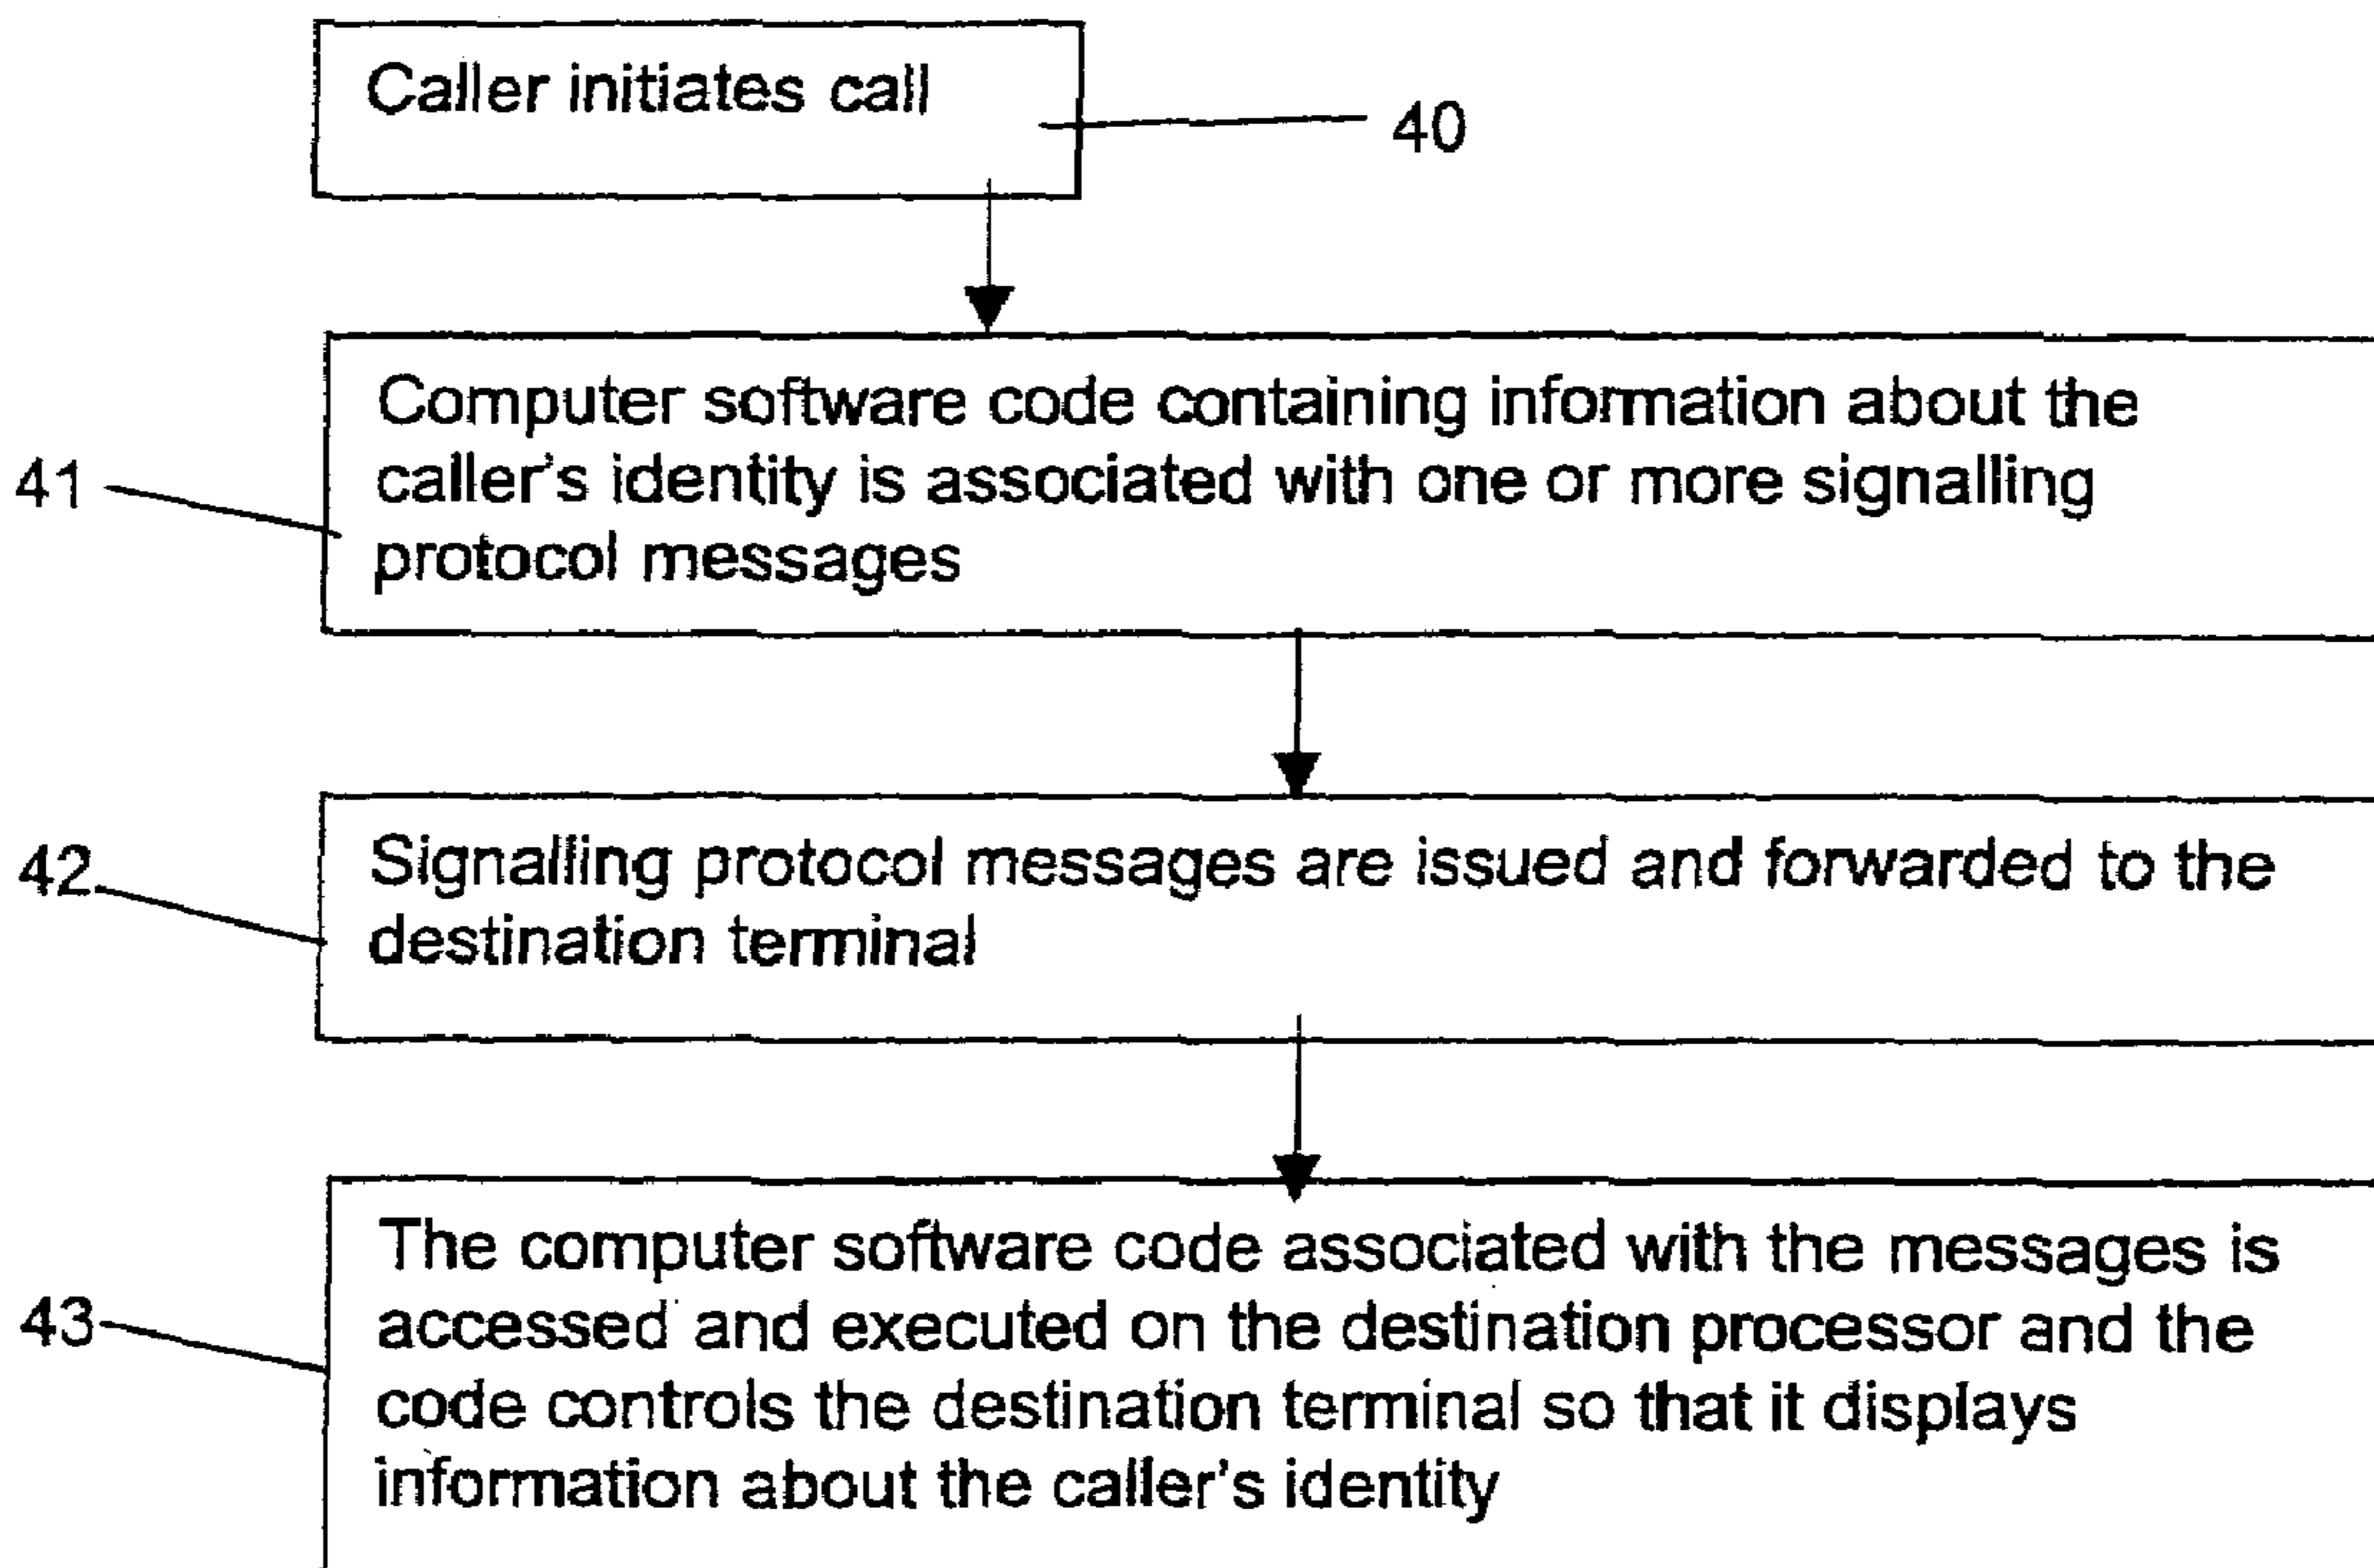 Caller initiates call
40
Computer software code containing information about the
caller's identity is associated with one or more signalling
protocol messages
41
Signalling protocol messages are issued and forwarded to the
destination terminal
42
The computer software code associated with the messages is
accessed and executed on the destination processor and the
code controls the destination terminal so that it displays
information about the caller's identity
43